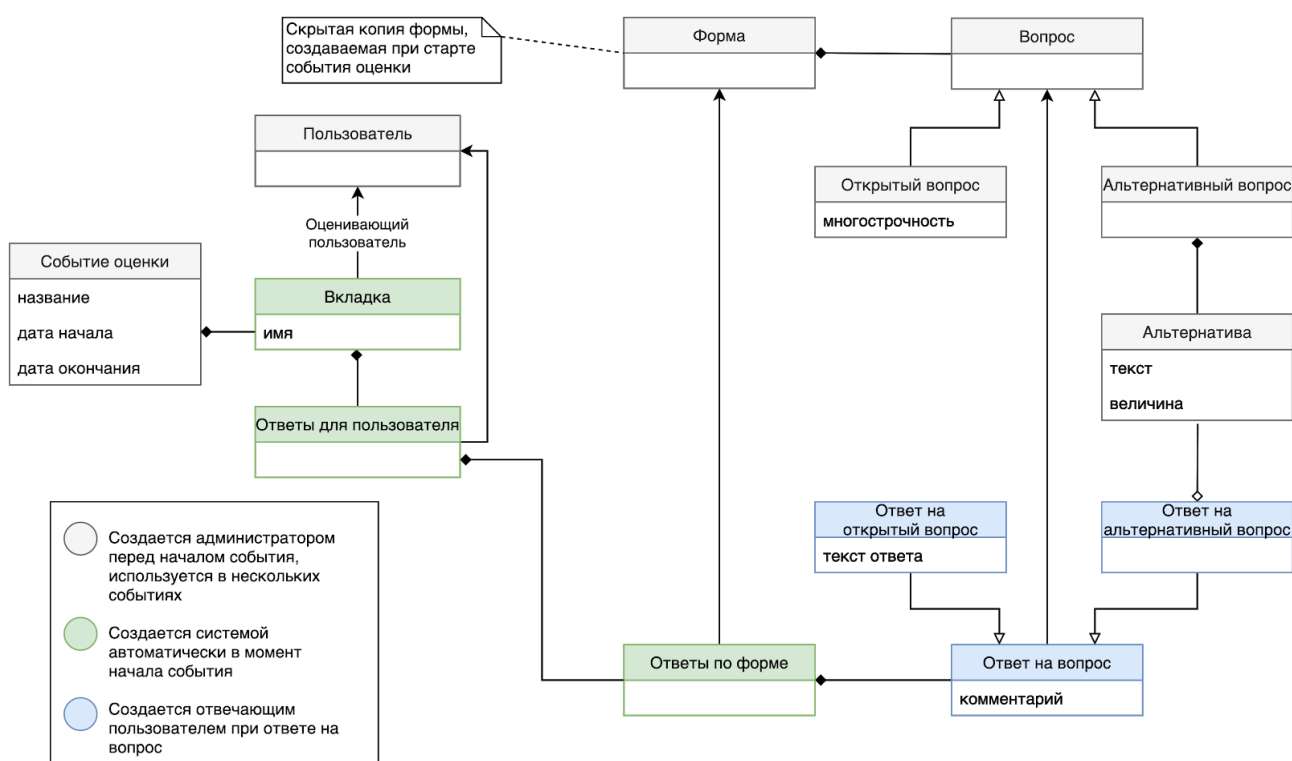 Скрытая копия формы,
создаваемая при старте
события оценки
Форма
Вопрос
Пользователь
Открытый вопрос
многострочность
Альтернативный вопрос
Оценивающий
пользователь
Событие оценки
название
дата начала
дата окончания
Вкладка
имя
Альтернатива
текст
величина
Ответы для пользователя
Ответ на
открытый вопрос
текст ответа
Ответ на
альтернативный вопрос
Создается администратором
перед началом события,
используется в нескольких
событиях
Создается системой
автоматически в момент
начала события
Создается отвечающим
пользователем при ответе на
вопрос
Ответы по форме
Ответ на вопрос
комментарий